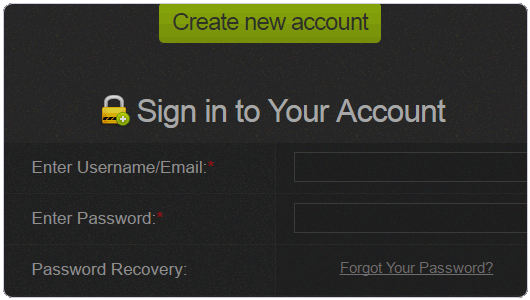 Create new account
Sign in to Your Account
Enter Username/Email:*
Enter Password:*
Password Recovery: Forgot Your Password?